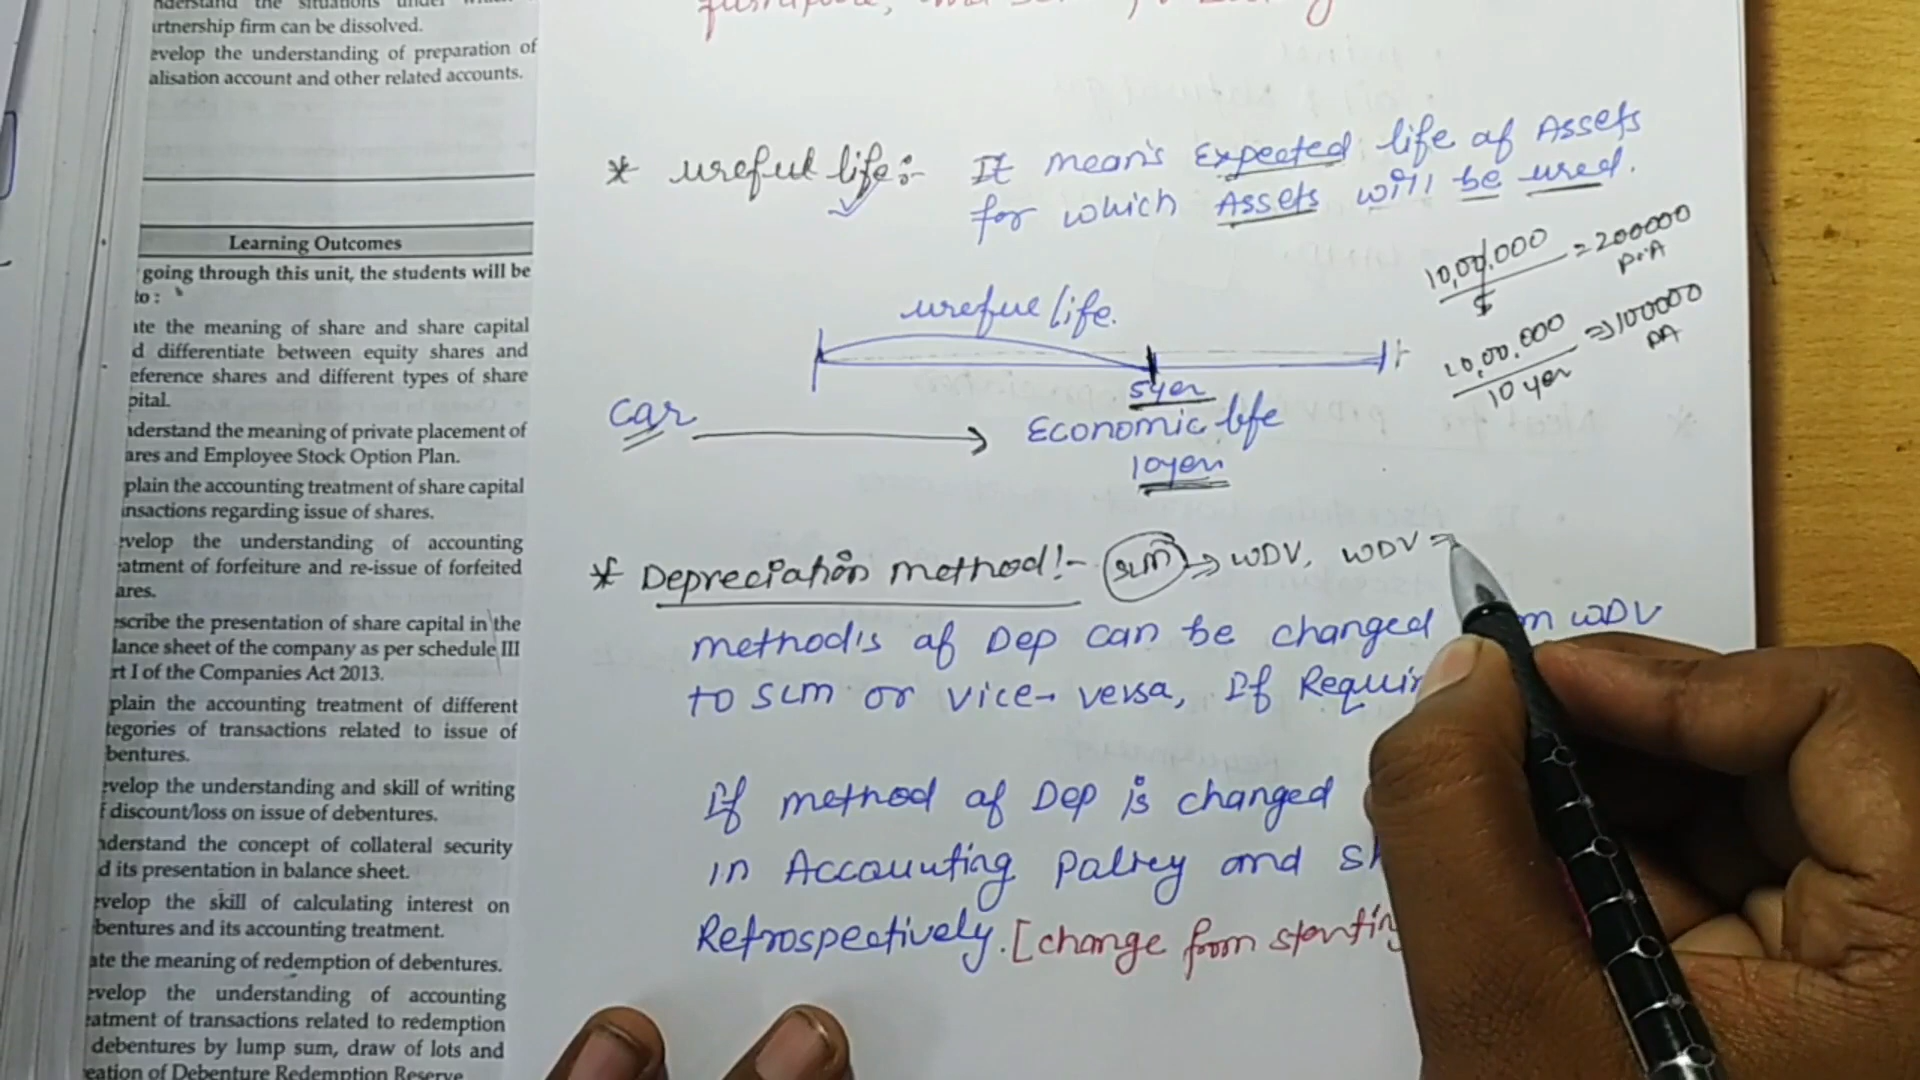 rtnership firm can be dissolved.
evelop the understanding of preparation of
alisation account and other related accounts.
Learning Outcomes
going through this unit, the students will be
to :
ate the meaning of share and share capital
d differentiate between equity shares and
eference shares and different types of share
pital.
nderstand the meaning of private placement of
ares and Employee Stock Option Plan.
plain the accounting treatment of share capital
nsactions regarding issue of shares.
evelop the understanding of accounting
eatment of forfeiture and re-issue of forfeited
ares.
escribe the presentation of share capital in the
lance sheet of the company as per schedule III
rt I of the Companies Act 2013.
plain the accounting treatment of different
tegories of transactions related to issue of
bentures.
evelop the understanding and skill of writing
f discount/loss on issue of debentures.
nderstand the concept of collateral security
d its presentation in balance sheet.
evelop the skill of calculating interest on
bentures and its accounting treatment.
ate the meaning of redemption of debentures.
evelop the understanding of accounting
eatment of transactions related to redemption
debentures by lump sum, draw of lots and
eation of Debenture Redemption Reserve
* useful life :- It mean's Expected life of Assets
for which Assets will be used.
10,00,000 = 200000
5 P.A
10,00,000 => 100000
10 yer PA
useful life.
5yer
car → Economic life
10yer
* Depreciation method :- SLM → WDV, WDV =
method's of Dep can be changed m WDV
to SLM or vice-versa, If Requir
If method of Dep is changed
in Accounting Policy and sh
Retrospectively. [change from startin